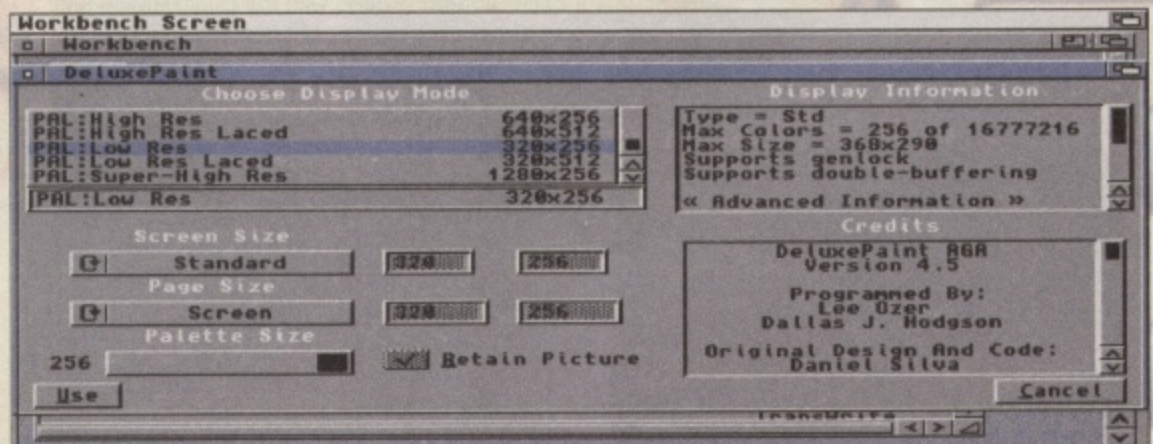 Workbench Screen
Workbench
DeluxePaint
Choose Display Mode
PAL:High Res 640x256
PAL:High Res Laced 640x512
PAL:Low Res 320x256
PAL:Low Res Laced 320x512
PAL:Super-High Res 1280x256
PAL:Low Res 320x256
Screen Size
Standard 320 256
Page Size
Screen 320 256
Palette Size
256
Retain Picture
Use
Display Information
Type = Std
Max Colors = 256 of 16777216
Max Size = 368x290
Supports genlock
Supports double-buffering
« Advanced Information »
Credits
DeluxePaint AGA
Version 4.5
Programmed By:
Lee Ozer
Dallas J. Hodgson
Original Design And Code:
Daniel Silva
Cancel